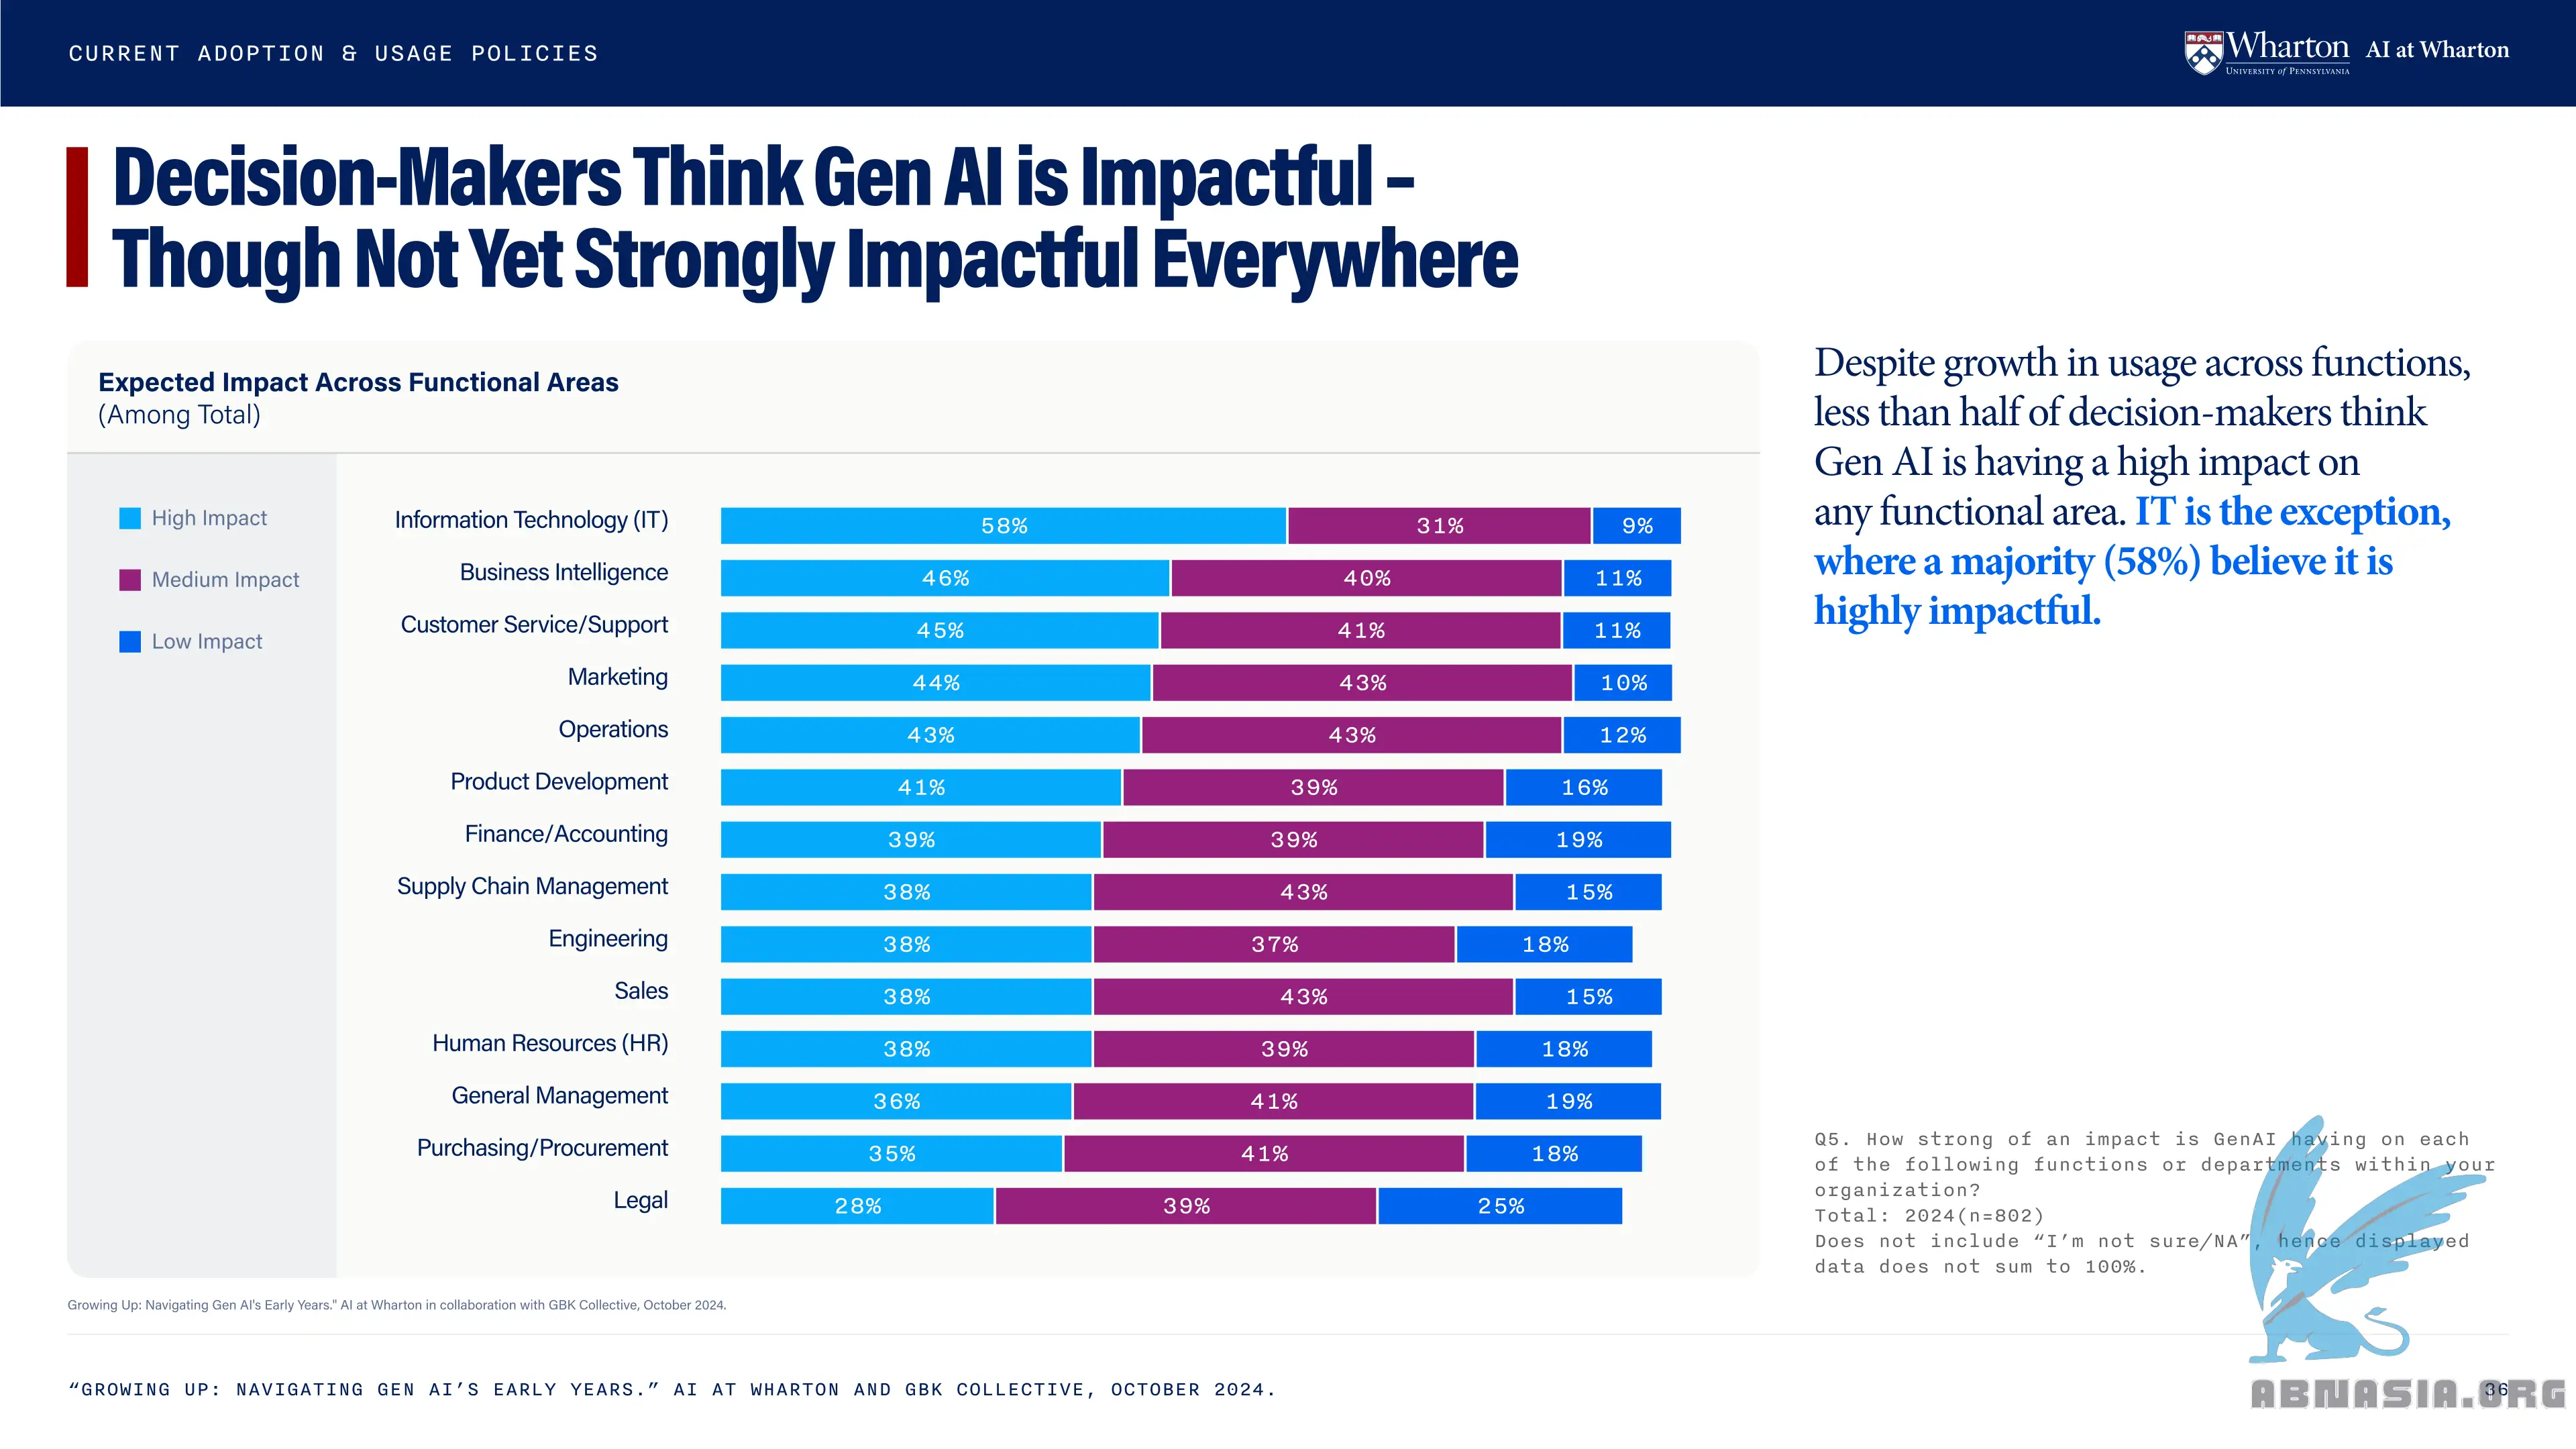 CURRENT ADOPTION & USAGE POLICIES
Wharton
UNIVERSITY of PENNSYLVANIA
AI at Wharton
Decision-Makers Think Gen AI is Impactful –
Though Not Yet Strongly Impactful Everywhere
Expected Impact Across Functional Areas
(Among Total)
High Impact
Medium Impact
Low Impact
Information Technology (IT) 58% 31% 9%
Business Intelligence 46% 40% 11%
Customer Service/Support 45% 41% 11%
Marketing 44% 43% 10%
Operations 43% 43% 12%
Product Development 41% 39% 16%
Finance/Accounting 39% 39% 19%
Supply Chain Management 38% 43% 15%
Engineering 38% 37% 18%
Sales 38% 43% 15%
Human Resources (HR) 38% 39% 18%
General Management 36% 41% 19%
Purchasing/Procurement 35% 41% 18%
Legal 28% 39% 25%
Despite growth in usage across functions,
less than half of decision-makers think
Gen AI is having a high impact on
any functional area. IT is the exception,
where a majority (58%) believe it is
highly impactful.
Q5. How strong of an impact is GenAI having on each
of the following functions or departments within your
organization?
Total: 2024(n=802)
Does not include “I’m not sure/NA”, hence displayed
data does not sum to 100%.
Growing Up: Navigating Gen AI's Early Years." AI at Wharton in collaboration with GBK Collective, October 2024.
“GROWING UP: NAVIGATING GEN AI’S EARLY YEARS.” AI AT WHARTON AND GBK COLLECTIVE, OCTOBER 2024.
36
ABNASIA.ORG